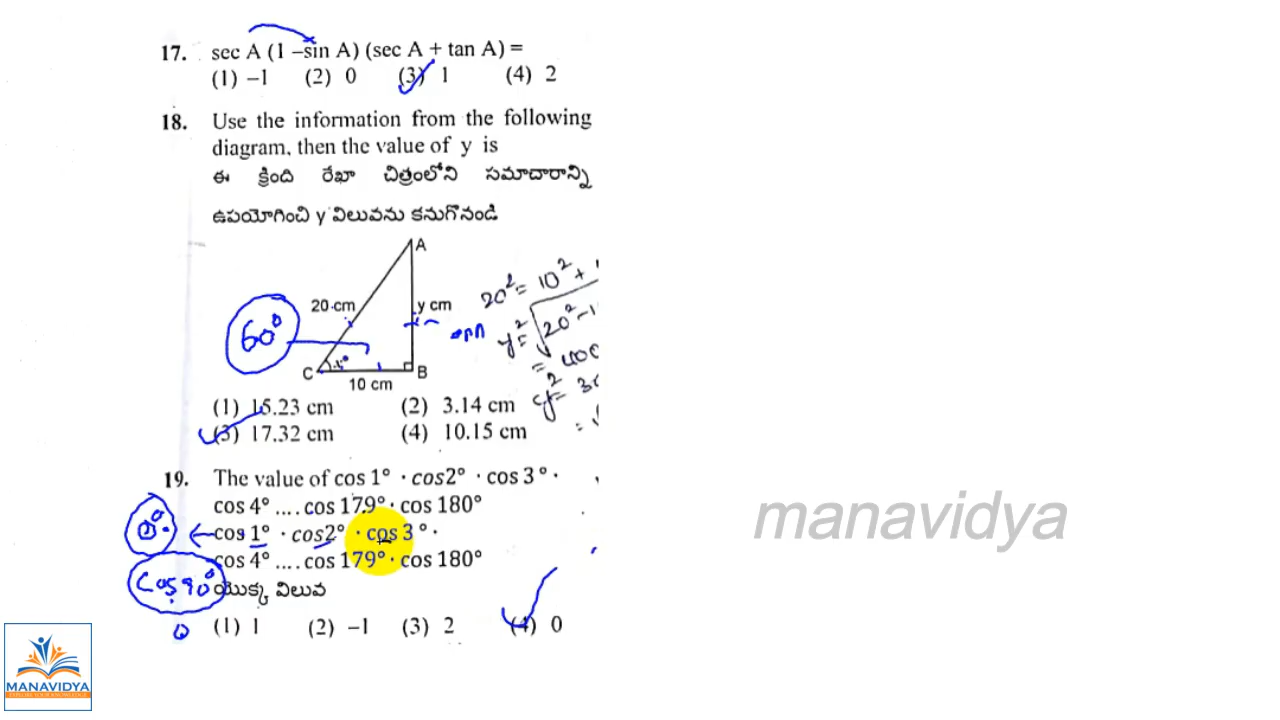 17. sec A (1 – sin A) (sec A + tan A) =
(1) –1 (2) 0 (3) 1 (4) 2
18. Use the information from the following
diagram, then the value of y is
ఈ క్రింది రేఖా చిత్రంలోని సమాచారాన్ని
ఉపయోగించి y విలువను కనుగొనండి
A
20 cm
y cm
60°
x°
C
B
10 cm
20² = 10² +
400
(1) 15.23 cm (2) 3.14 cm
(3) 17.32 cm (4) 10.15 cm
19. The value of cos 1° · cos2° · cos 3° ·
cos 4° .... cos 179° · cos 180°
cos 1° · cos2° · cos 3° ·
cos 4° .... cos 179° · cos 180°
cos 90°
యొక్క విలువ
0 (1) 1 (2) –1 (3) 2 (4) 0
manavidya
MANAVIDYA